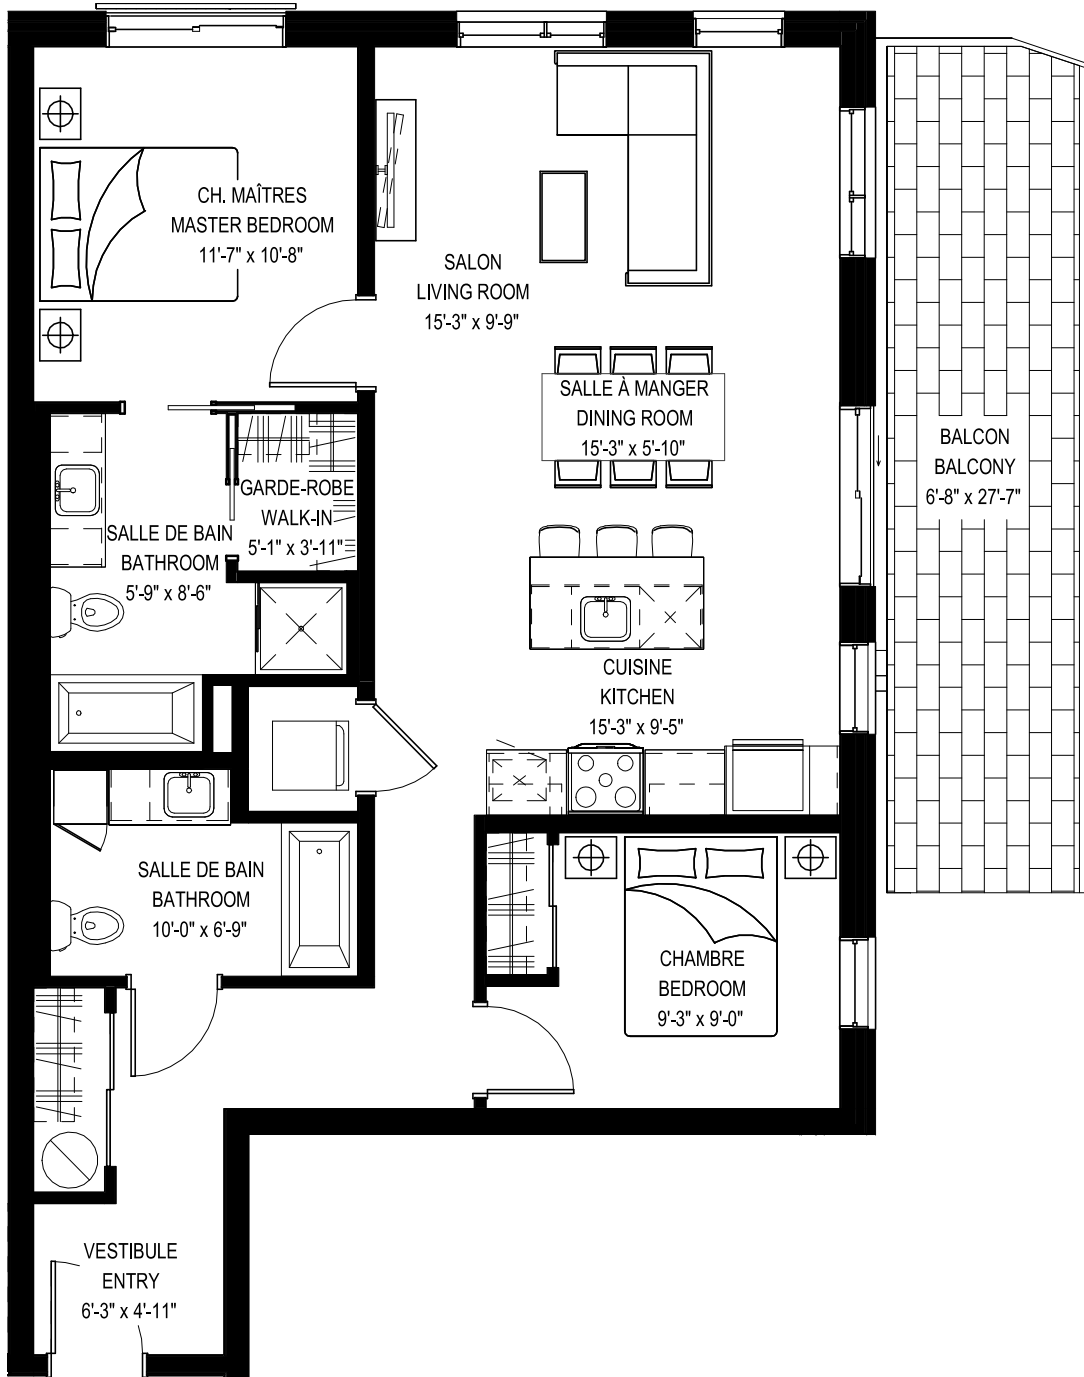 CH. MAÎTRES
MASTER BEDROOM
11'-7" x 10'-8"
SALON
LIVING ROOM
15'-3" x 9'-9"
SALLE À MANGER
DINING ROOM
15'-3" x 5'-10"
BALCON
BALCONY
6'-8" x 27'-7"
GARDE-ROBE
WALK-IN
5'-1" x 3'-11"
SALLE DE BAIN
BATHROOM
5'-9" x 8'-6"
CUISINE
KITCHEN
15'-3" x 9'-5"
SALLE DE BAIN
BATHROOM
10'-0" x 6'-9"
CHAMBRE
BEDROOM
9'-3" x 9'-0"
VESTIBULE
ENTRY
6'-3" x 4'-11"